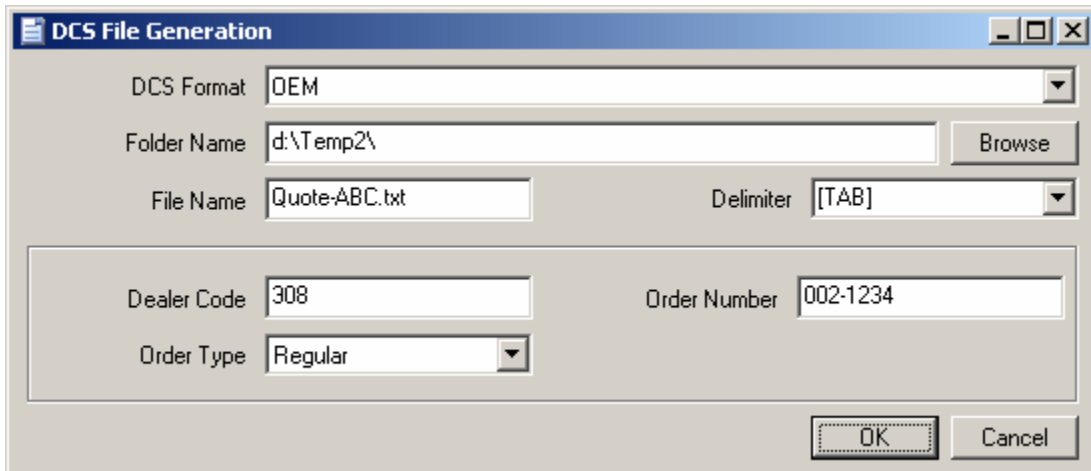 DCS File Generation
DCS Format OEM
Folder Name d:\Temp2\ Browse
File Name Quote-ABC.txt Delimiter [TAB]
Dealer Code 308 Order Number 002-1234
Order Type Regular
OK Cancel